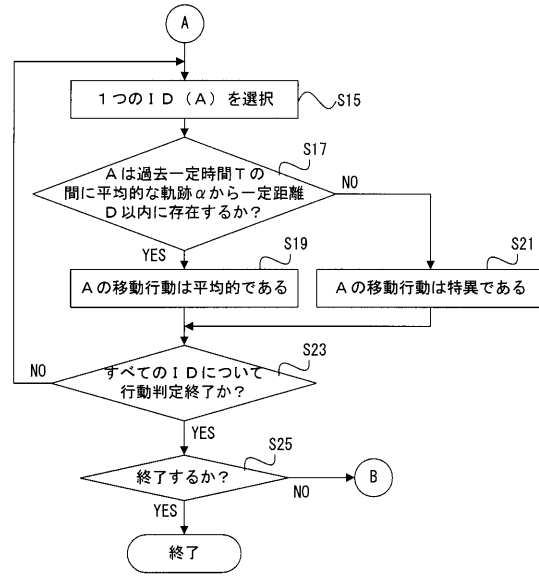 A
1つのID(A)を選択
S15
Aは過去一定時間Tの
間に平均的な軌跡αから一定距離
D以内に存在するか?
S17
NO
YES
S19
Aの移動行動は平均的である
S21
Aの移動行動は特異である
S23
すべてのIDについて
行動判定終了か?
NO
YES
S25
終了するか?
NO
B
YES
終了